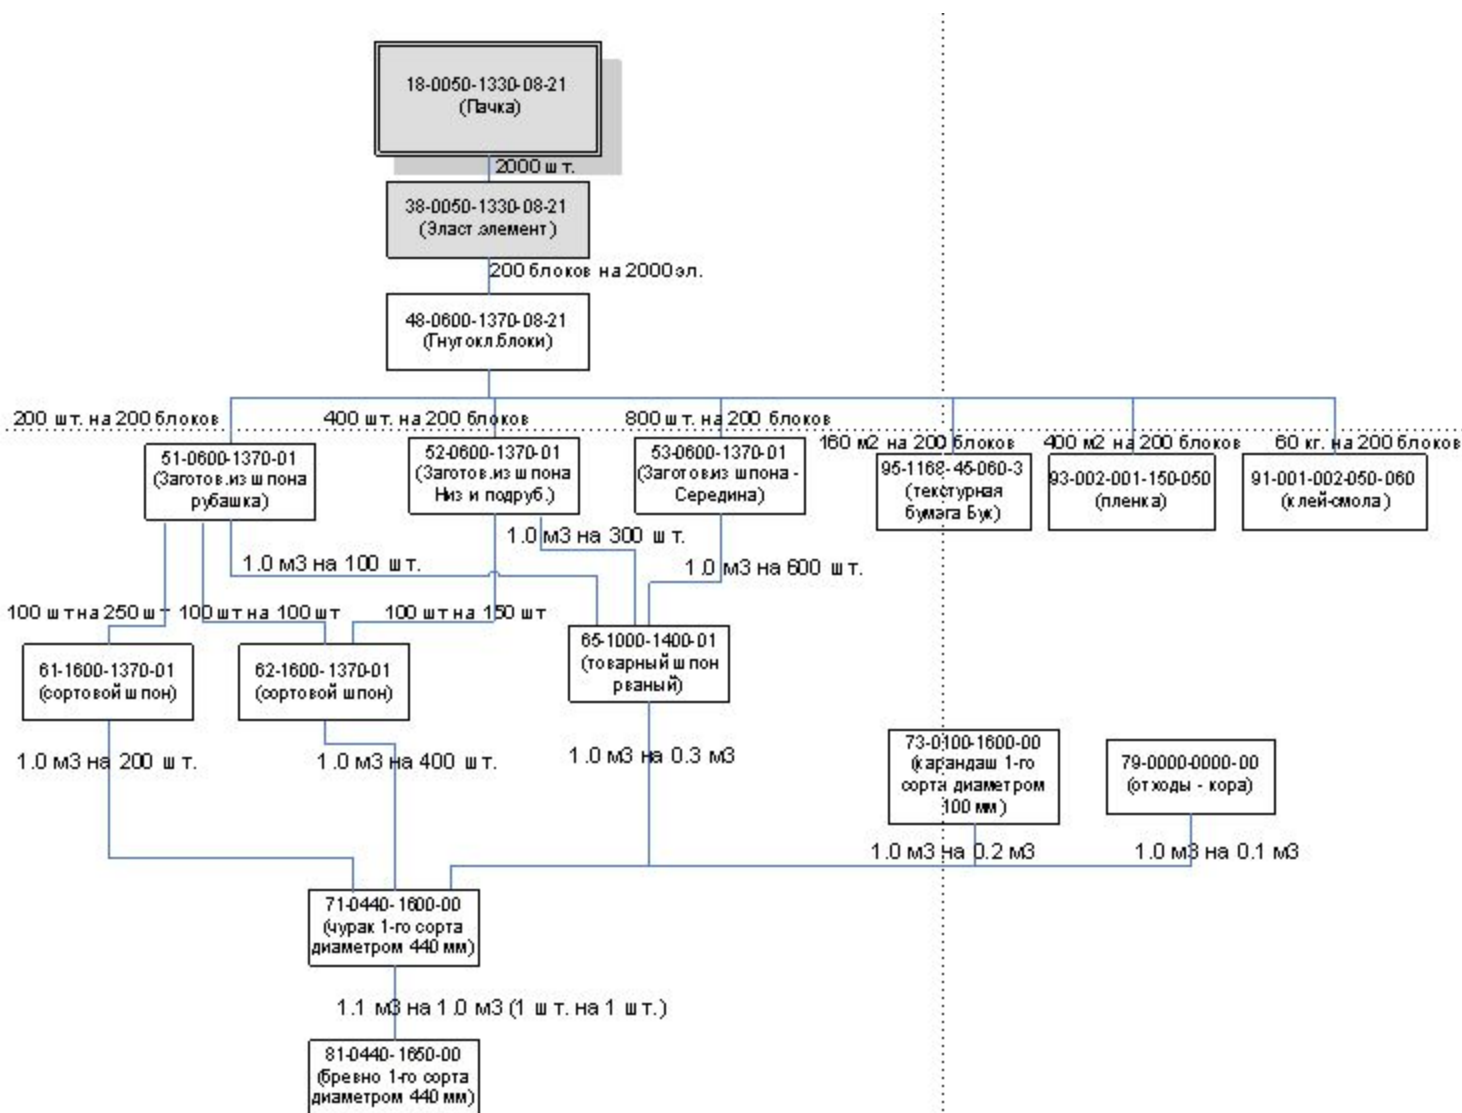 18-0050-1330-08-21
(Пачка)
2000 шт.
38-0050-1330-08-21
(Эласт.элемент)
200 блоков на 2000 эл.
48-0600-1370-08-21
(Гнутокл.блоки)
200 шт. на 200 блоков
400 шт. на 200 блоков
800 шт. на 200 блоков
160 м2 на 200 блоков
400 м2 на 200 блоков
60 кг. на 200 блоков
51-0600-1370-01
(Заготов.из шпона
рубашка)
52-0600-1370-01
(Заготов.из шпона
Низ и подруб.)
53-0600-1370-01
(Заготов.из шпона -
Середина)
95-1168-45-060-3
(текстурная
бумага Бук)
93-002-001-150-050
(пленка)
91-001-002-050-060
(клей-смола)
1.0 м3 на 100 шт.
1.0 м3 на 300 шт.
1.0 м3 на 600 шт.
100 шт на 250 шт
100 шт на 100 шт
100 шт на 150 шт
61-1600-1370-01
(сортовой шпон)
62-1600-1370-01
(сортовой шпон)
65-1000-1400-01
(товарный шпон
рваный)
1.0 м3 на 200 шт.
1.0 м3 на 400 шт.
1.0 м3 на 0.3 м3
73-0100-1600-00
(карандаш 1-го
сорта диаметром
100 мм)
79-0000-0000-00
(отходы - кора)
1.0 м3 на 0.2 м3
1.0 м3 на 0.1 м3
71-0440-1600-00
(чурак 1-го сорта
диаметром 440 мм)
1.1 м3 на 1.0 м3 (1 шт. на 1 шт.)
81-0440-1650-00
(бревно 1-го сорта
диаметром 440 мм)